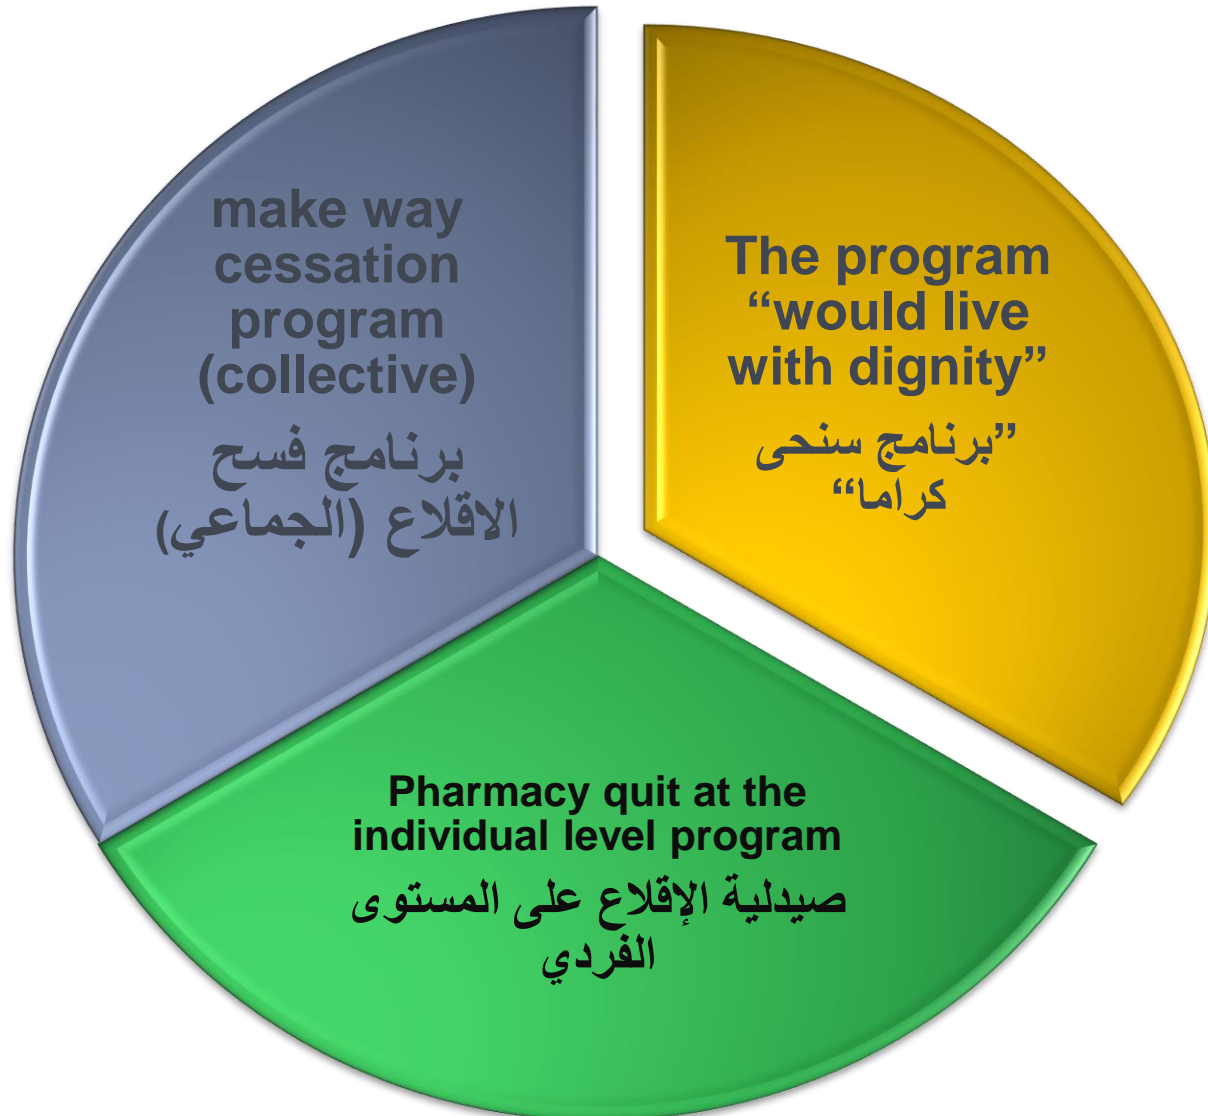 make way
cessation
program
(collective)
برنامج فسح
الاقلاع (الجماعي)
The program
“would live
with dignity”
”برنامج سنحى
كراما“
Pharmacy quit at the
individual level program
صيدلية الإقلاع على المستوى
الفردي